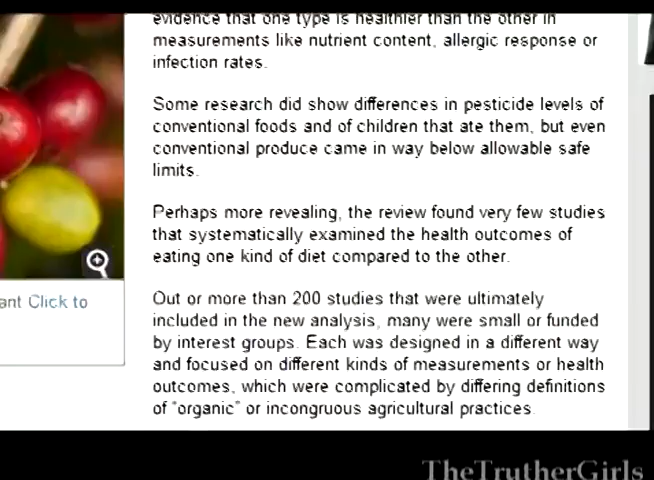 evidence that one type is healthier than the other in
measurements like nutrient content, allergic response or
infection rates.
Some research did show differences in pesticide levels of
conventional foods and of children that ate them, but even
conventional produce came in way below allowable safe
limits.
Perhaps more revealing, the review found very few studies
that systematically examined the health outcomes of
eating one kind of diet compared to the other.
ant Click to
Out or more than 200 studies that were ultimately
included in the new analysis, many were small or funded
by interest groups. Each was designed in a different way
and focused on different kinds of measurements or health
outcomes, which were complicated by differing definitions
of "organic" or incongruous agricultural practices.
TheTrutherGirls